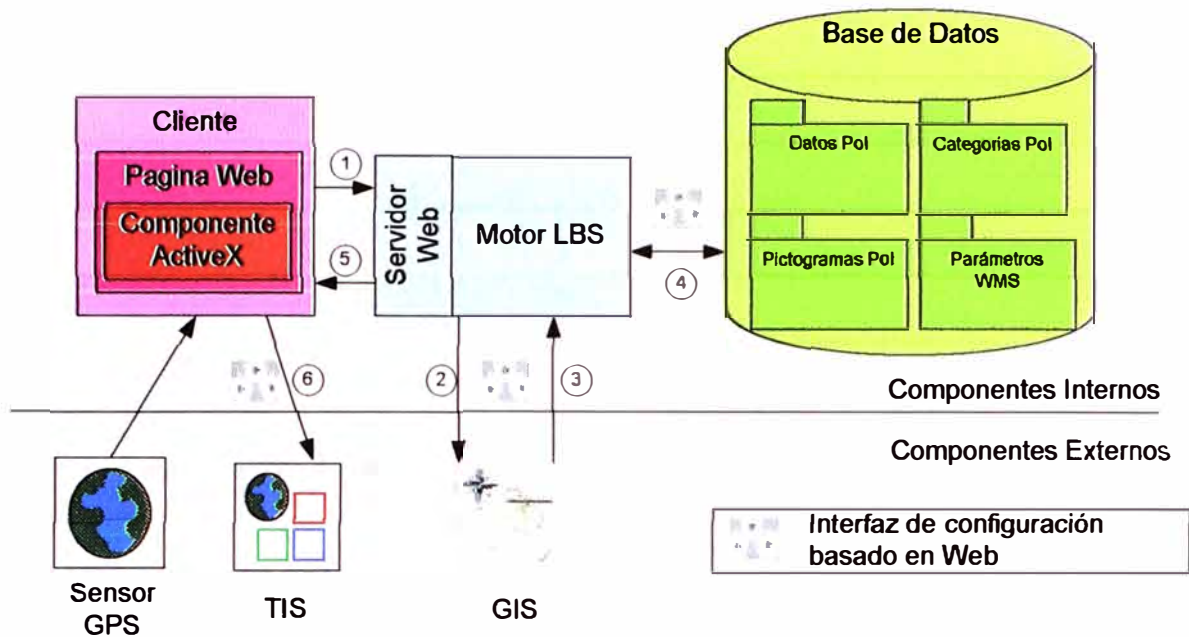 Base de Datos
Datos PoI
Categorias PoI
Pictogramas PoI
Parámetros
WMS
Cliente
Pagina Web
Componente
ActiveX
1
5
Servidor
Web
Motor LBS
4
6
2
3
Componentes Internos
Componentes Externos
Sensor
GPS
TIS
GIS
Interfaz de configuración
basado en Web